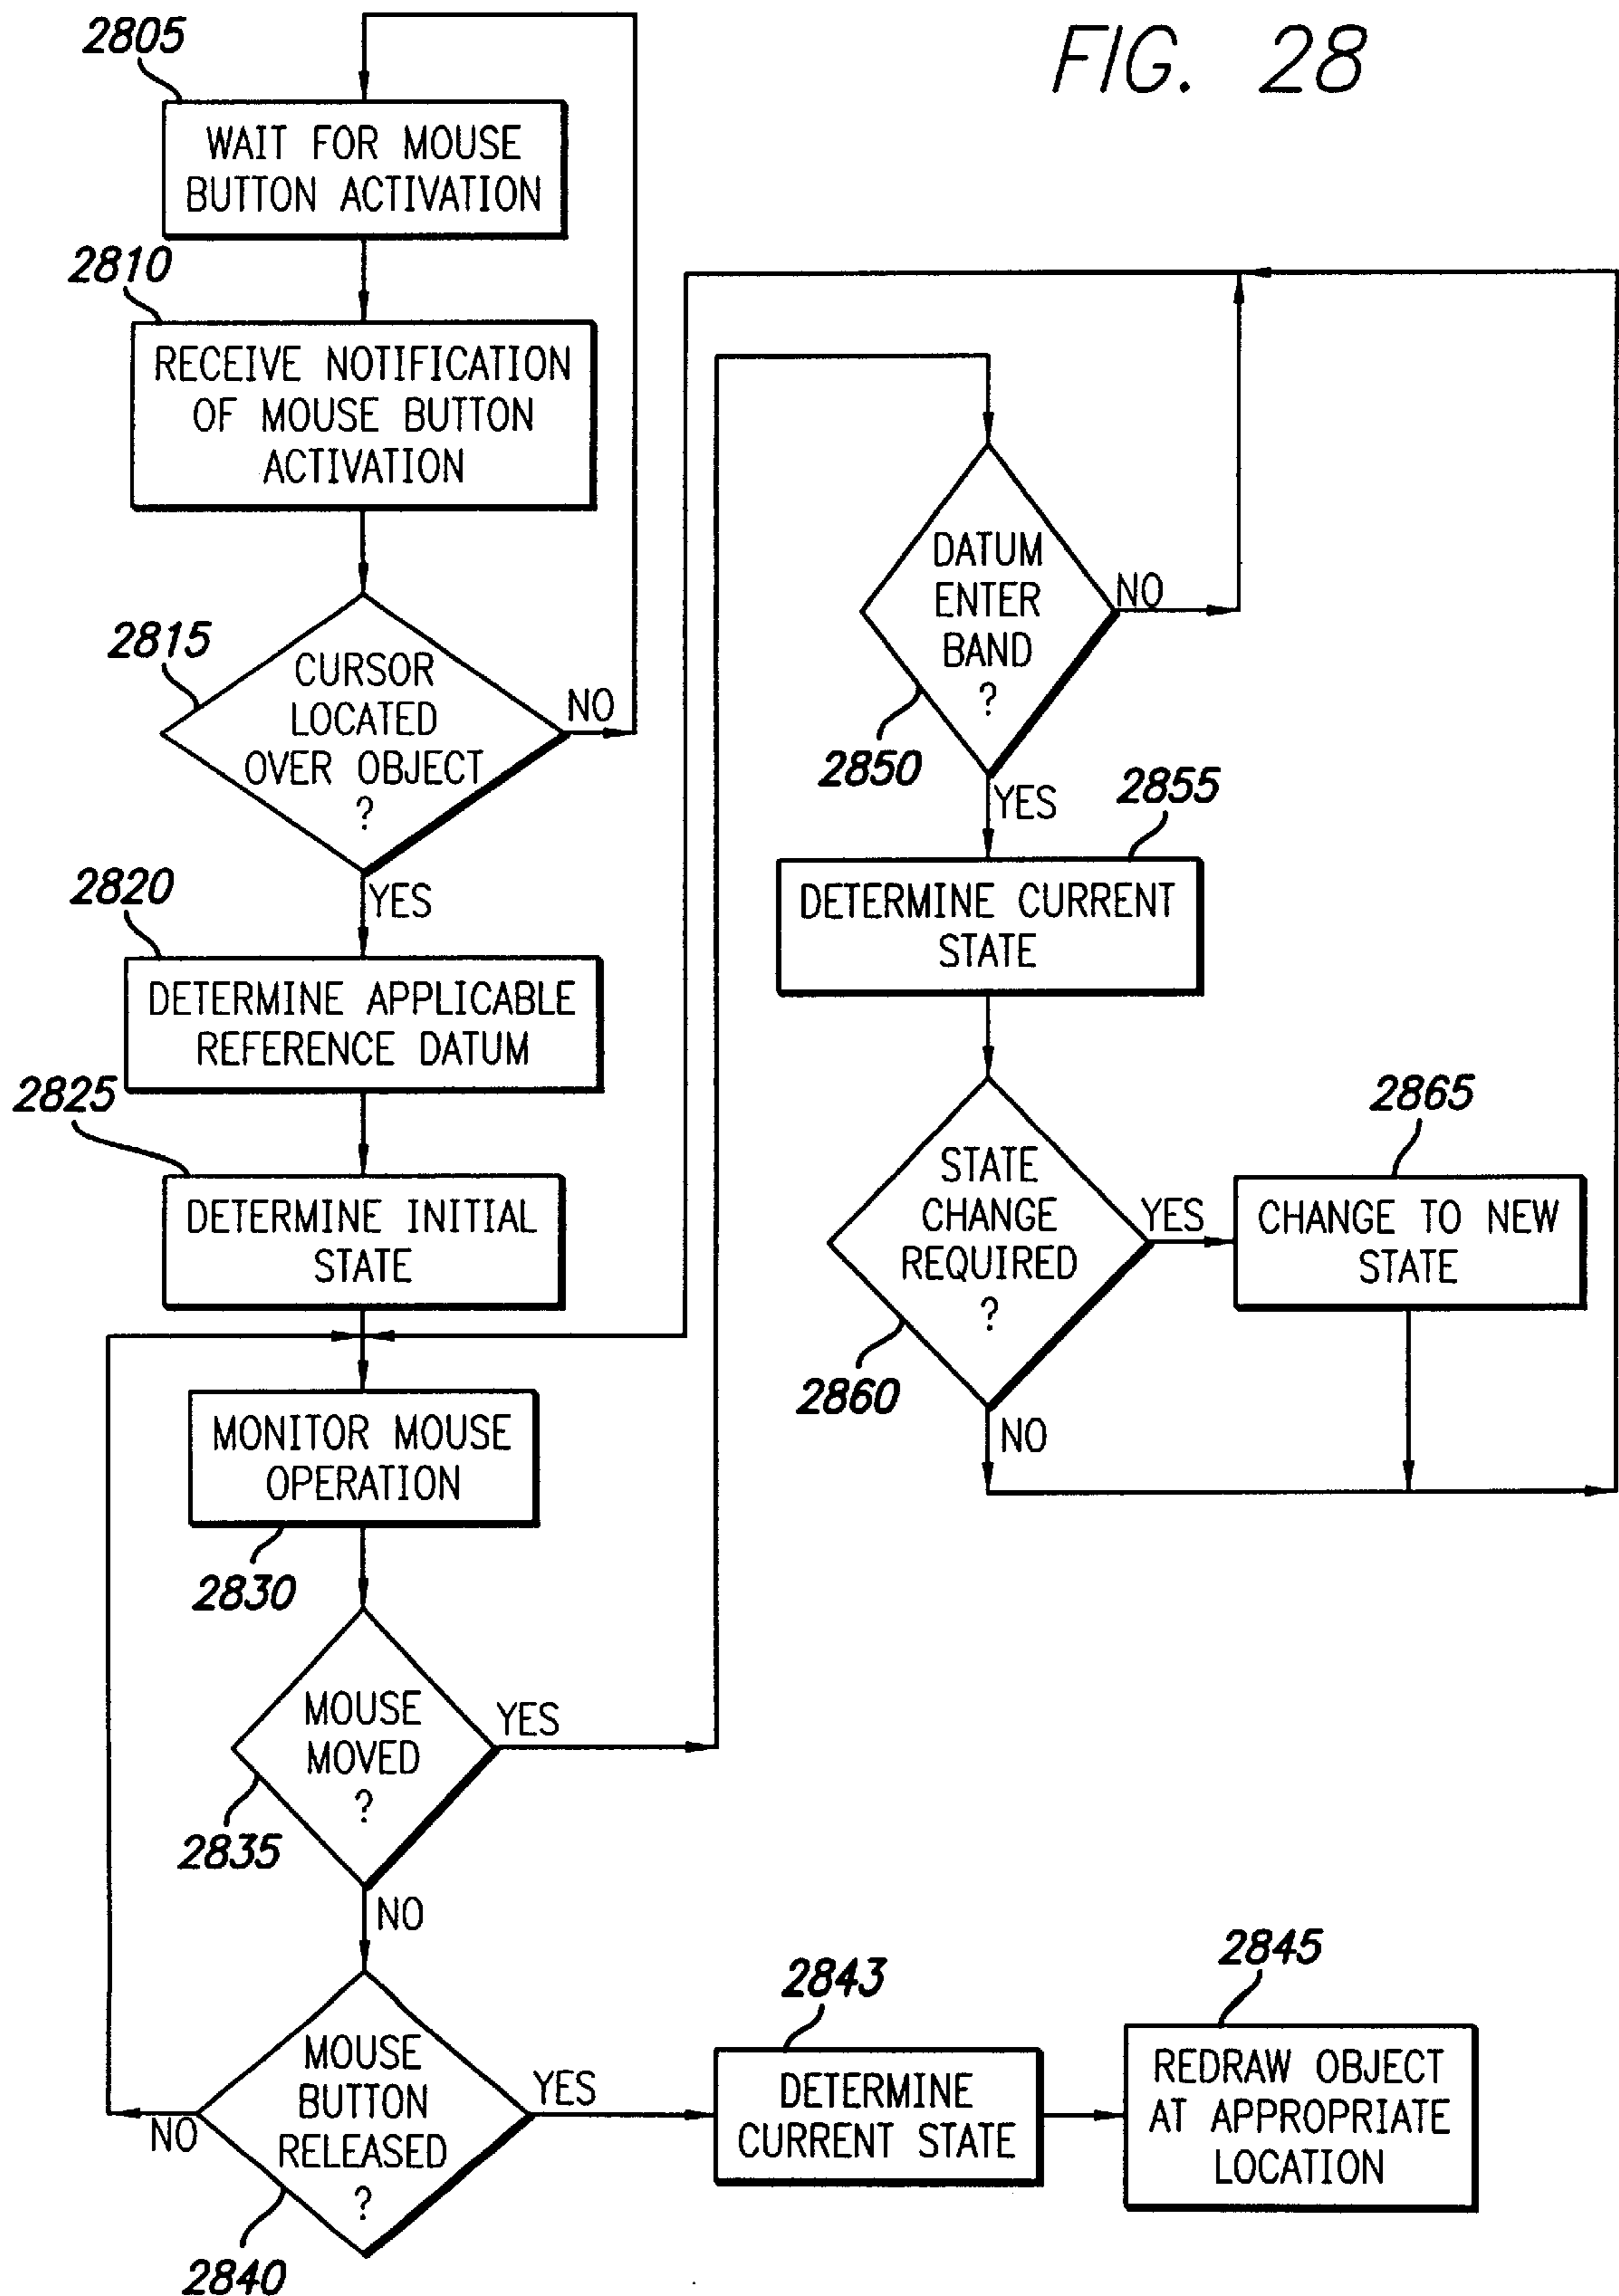 FIG. 28
2805
WAIT FOR MOUSE
BUTTON ACTIVATION
2810
RECEIVE NOTIFICATION
OF MOUSE BUTTON
ACTIVATION
2815
CURSOR
LOCATED
OVER OBJECT
?
NO
YES
2820
DETERMINE APPLICABLE
REFERENCE DATUM
2825
DETERMINE INITIAL
STATE
MONITOR MOUSE
OPERATION
2830
MOUSE
MOVED
?
YES
2835
NO
MOUSE
BUTTON
RELEASED
?
NO
YES
2840
2843
DETERMINE
CURRENT STATE
2845
REDRAW OBJECT
AT APPROPRIATE
LOCATION
DATUM
ENTER
BAND
?
NO
2850
YES
2855
DETERMINE CURRENT
STATE
STATE
CHANGE
REQUIRED
?
YES
2860
NO
2865
CHANGE TO NEW
STATE